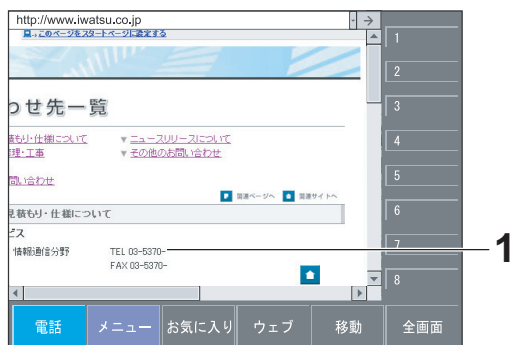 http://www.iwatsu.co.jp
このページをスタートページに設定する
わせ先一覧
積もり・仕様について ▼ ニュースリリースについて
理・工事 ▼ その他のお問い合わせ
問い合わせ
関連ページへ 関連サイトへ
見積もり・仕様について
ビス
情報通信分野 TEL 03-5370-
FAX 03-5370-
1
2
3
4
5
6
7
8
1
電話 メニュー お気に入り ウェブ 移動 全画面